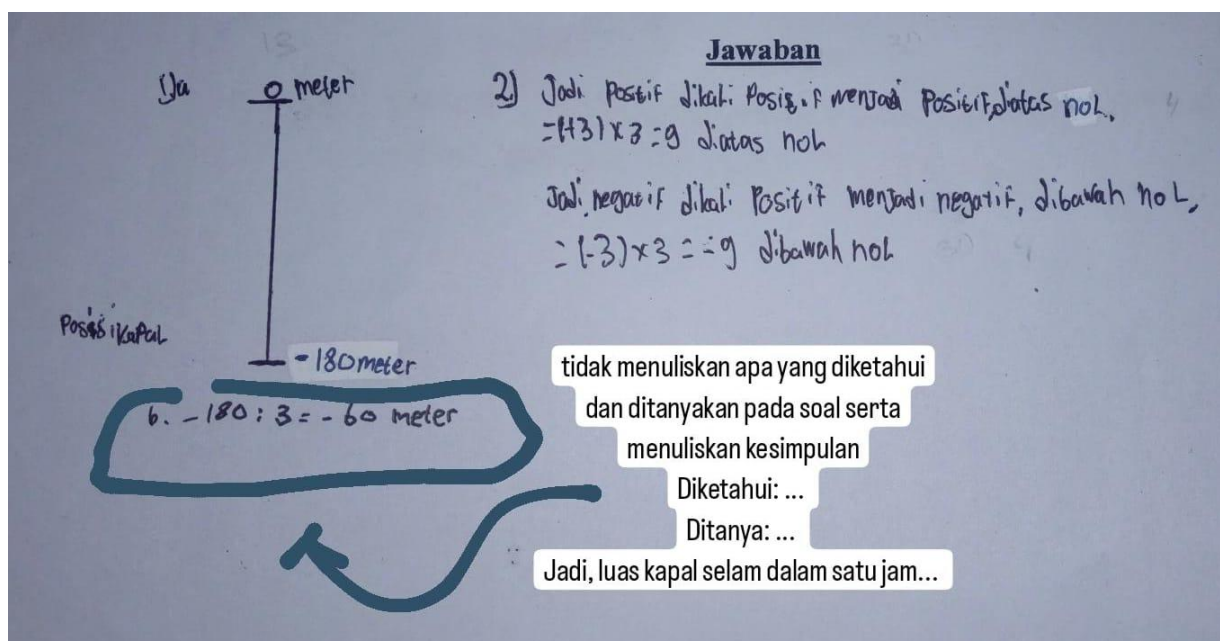 Jawaban
1)a 0 meter
Posisi kapal
-180 meter
b. -180 : 3 = - 60 meter
2) Jadi Positif dikali Positif menjadi Positif, diatas nol.
=(+3) x 3 = 9 diatas nol
Jadi negatif dikali Positif menjadi negatif, dibawah nol,
= (-3) x 3 = -9 dibawah nol
tidak menuliskan apa yang diketahui
dan ditanyakan pada soal serta
menuliskan kesimpulan
Diketahui: ...
Ditanya: ...
Jadi, luas kapal selam dalam satu jam...